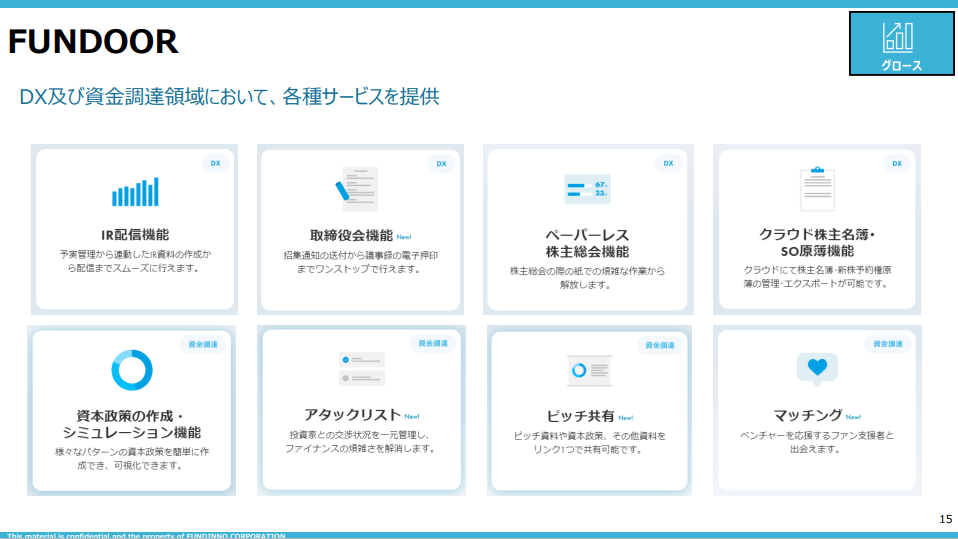 FUNDOOR
グロース
DX及び資金調達領域において、各種サービスを提供
DX
IR配信機能
予実管理から連動したIR資料の作成か
ら配信までスムーズに行えます。
DX
取締役会機能 New!
招集通知の送付から議事録の電子押印
までワンストップで行えます。
DX
67%
33%
ペーパーレス
株主総会機能
株主総会の際の紙での煩雑な作業から
解放します。
DX
クラウド株主名簿・
SO原簿機能
クラウドにて株主名簿・新株予約権原
簿の管理・エクスポートが可能です。
資金調達
資本政策の作成・
シミュレーション機能
様々なパターンの資本政策を簡単に作
成でき、可視化できます。
資金調達
アタックリスト New!
投資家との交渉状況を一元管理し、
ファイナンスの煩雑さを解消します。
資金調達
ピッチ共有 New!
ピッチ資料や資本政策、その他資料を
リンク1つで共有可能です。
資金調達
マッチング New!
ベンチャーを応援するファン支援者と
出会えます。
15
This material is confidential and the property of FUNDINNO CORPORATION.